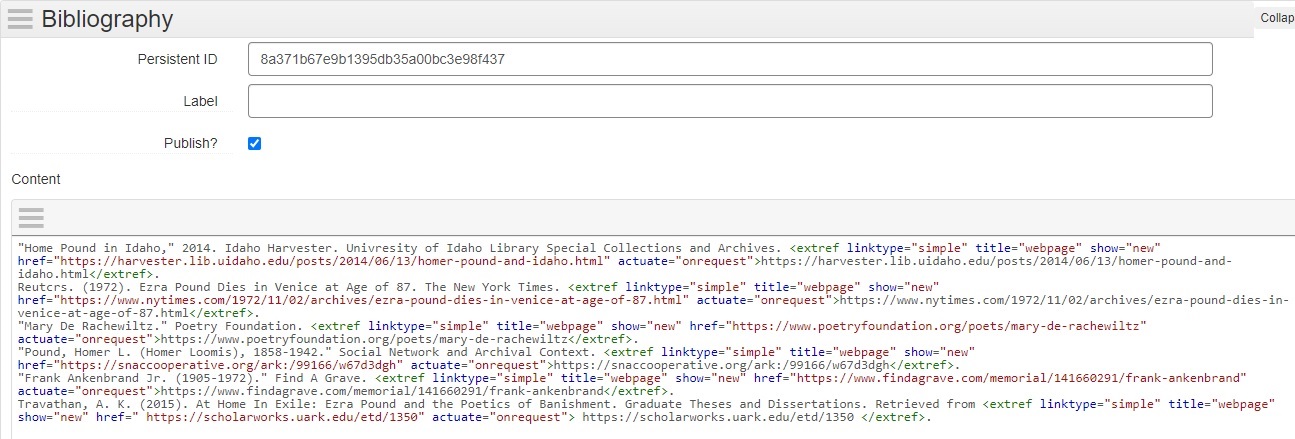 Bibliography
Collap
Persistent ID
8a371b67e9b1395db35a00bc3e98f437
Label
Publish?
Content
"Home Pound in Idaho," 2014. Idaho Harvester. Univresity of Idaho Library Special Collections and Archives. <extref linktype="simple" title="webpage" show="new"
href="https://harvester.lib.uidaho.edu/posts/2014/06/13/homer-pound-and-idaho.html" actuate="onrequest">https://harvester.lib.uidaho.edu/posts/2014/06/13/homer-pound-and-
idaho.html</extref>.
Reutcrs. (1972). Ezra Pound Dies in Venice at Age of 87. The New York Times. <extref linktype="simple" title="webpage" show="new"
href="https://www.nytimes.com/1972/11/02/archives/ezra-pound-dies-in-venice-at-age-of-87.html" actuate="onrequest">https://www.nytimes.com/1972/11/02/archives/ezra-pound-dies-in-
venice-at-age-of-87.html</extref>.
"Mary De Rachewiltz." Poetry Foundation. <extref linktype="simple" title="webpage" show="new" href="https://www.poetryfoundation.org/poets/mary-de-rachewiltz"
actuate="onrequest">https://www.poetryfoundation.org/poets/mary-de-rachewiltz</extref>.
"Pound, Homer L. (Homer Loomis), 1858-1942." Social Network and Archival Context. <extref linktype="simple" title="webpage" show="new"
href="https://snaccooperative.org/ark:/99166/w67d3dgh" actuate="onrequest">https://snaccooperative.org/ark:/99166/w67d3dgh</extref>.
"Frank Ankenbrand Jr. (1905-1972)." Find A Grave. <extref linktype="simple" title="webpage" show="new" href="https://www.findagrave.com/memorial/141660291/frank-ankenbrand"
actuate="onrequest">https://www.findagrave.com/memorial/141660291/frank-ankenbrand</extref>.
Travathan, A. K. (2015). At Home In Exile: Ezra Pound and the Poetics of Banishment. Graduate Theses and Dissertations. Retrieved from <extref linktype="simple" title="webpage"
show="new" href=" https://scholarworks.uark.edu/etd/1350" actuate="onrequest"> https://scholarworks.uark.edu/etd/1350 </extref>.